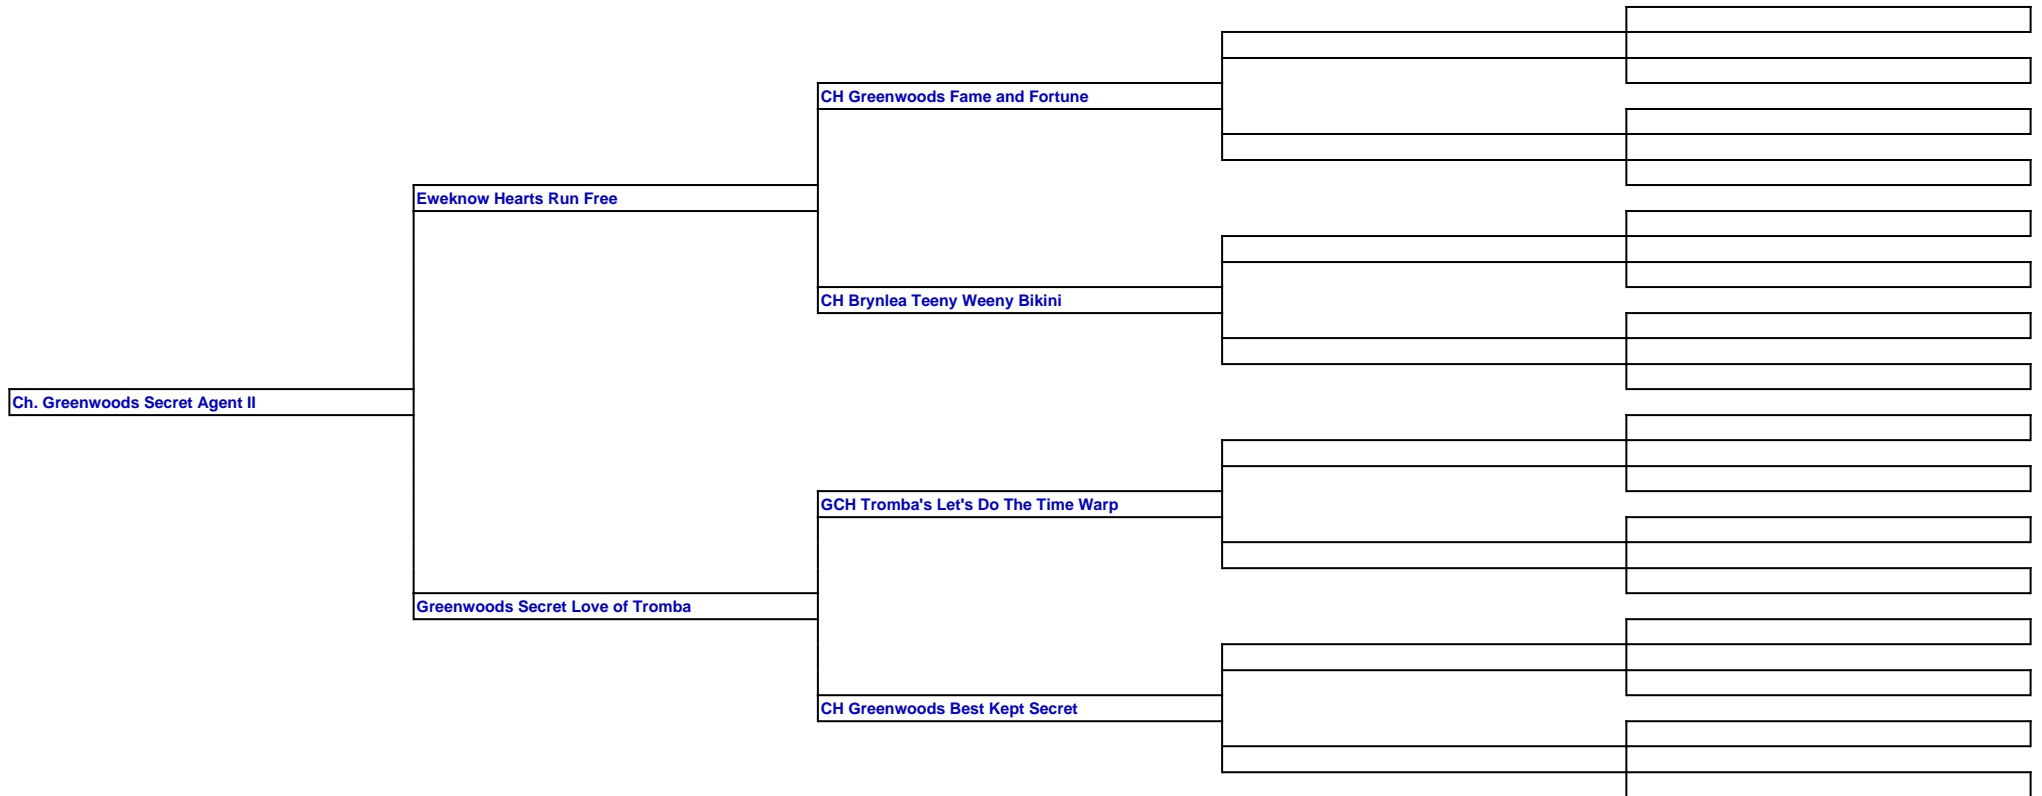 CH Greenwoods Fame and Fortune
Eweknow Hearts Run Free
CH Brynlea Teeny Weeny Bikini
Ch. Greenwoods Secret Agent II
GCH Tromba's Let's Do The Time Warp
Greenwoods Secret Love of Tromba
CH Greenwoods Best Kept Secret